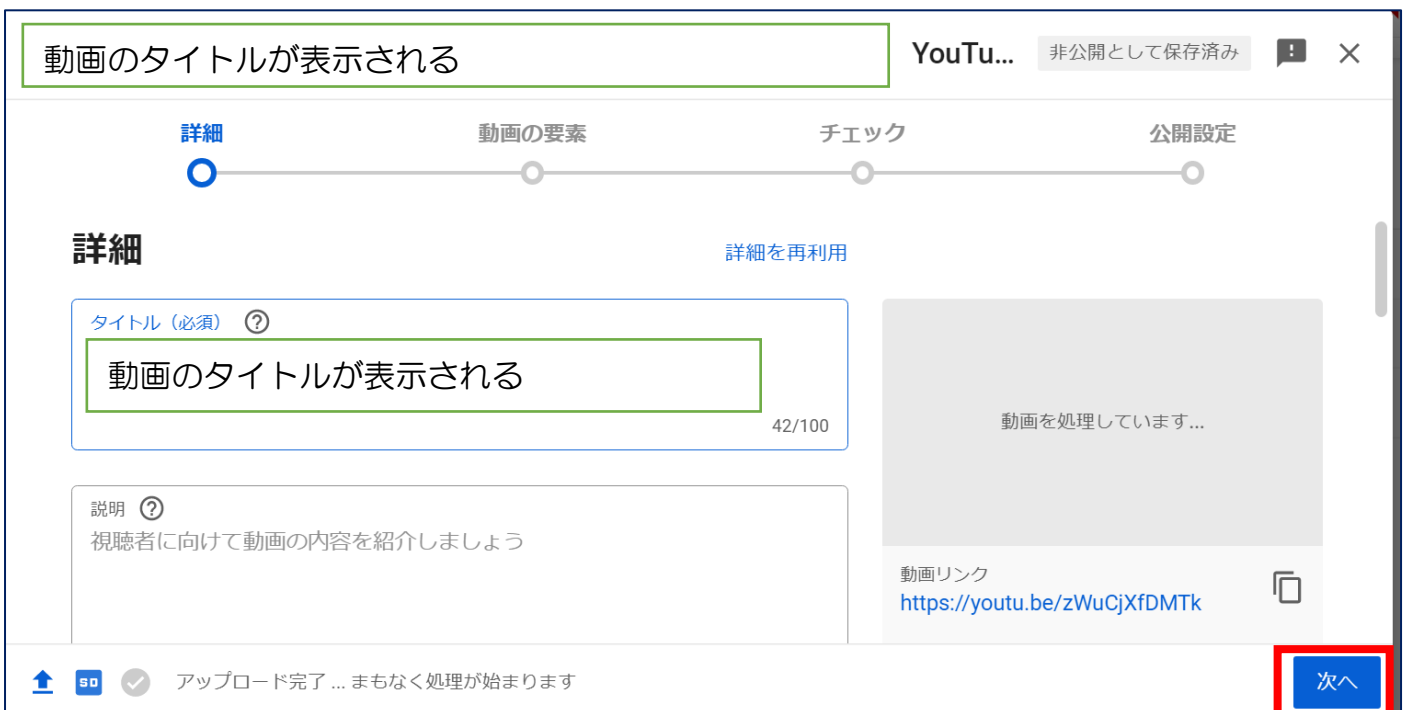 動画のタイトルが表示される
YouTu...
非公開として保存済み
詳細
動画の要素
チェック
公開設定
詳細
詳細を再利用
タイトル（必須）
動画のタイトルが表示される
42/100
説明
視聴者に向けて動画の内容を紹介しましょう
動画を処理しています...
動画リンク
https://youtu.be/zWuCjXfDMTk
SD
アップロード完了 ... まもなく処理が始まります
次へ